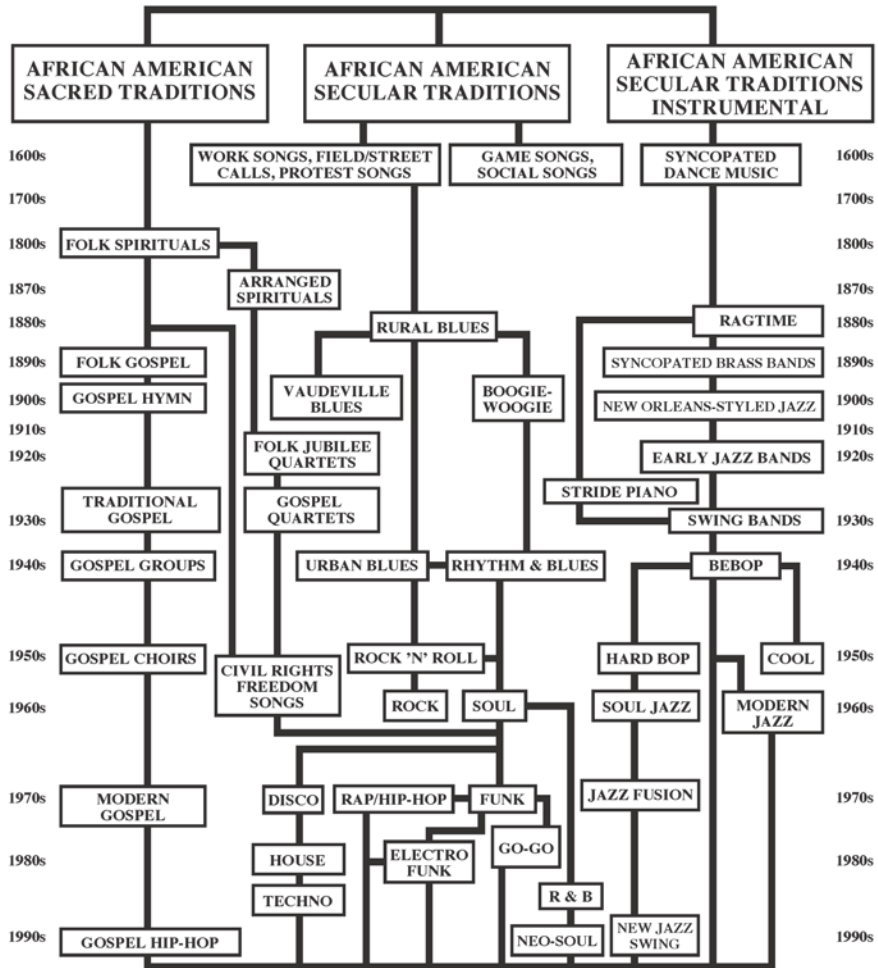 AFRICAN AMERICAN
SACRED TRADITIONS
AFRICAN AMERICAN
SECULAR TRADITIONS
AFRICAN AMERICAN
SECULAR TRADITIONS
INSTRUMENTAL
1600s
WORK SONGS, FIELD/STREET
CALLS, PROTEST SONGS
GAME SONGS,
SOCIAL SONGS
SYNCOPATED
DANCE MUSIC
1600s
1700s
1700s
1800s
FOLK SPIRITUALS
1800s
1870s
ARRANGED
SPIRITUALS
1870s
1880s
RURAL BLUES
RAGTIME
1880s
1890s
FOLK GOSPEL
SYNCOPATED BRASS BANDS
1890s
1900s
GOSPEL HYMN
VAUDEVILLE
BLUES
BOOGIE-
WOOGIE
NEW ORLEANS-STYLED JAZZ
1900s
1910s
1910s
1920s
FOLK JUBILEE
QUARTETS
EARLY JAZZ BANDS
1920s
TRADITIONAL
GOSPEL
GOSPEL
QUARTETS
STRIDE PIANO
1930s
SWING BANDS
1930s
1940s
GOSPEL GROUPS
URBAN BLUES
RHYTHM & BLUES
BEBOP
1940s
1950s
GOSPEL CHOIRS
CIVIL RIGHTS
FREEDOM
SONGS
ROCK 'N' ROLL
HARD BOP
COOL
1950s
1960s
ROCK
SOUL
SOUL JAZZ
MODERN
JAZZ
1960s
1970s
MODERN
GOSPEL
DISCO
RAP/HIP-HOP
FUNK
JAZZ FUSION
1970s
1980s
HOUSE
ELECTRO
FUNK
GO-GO
1980s
TECHNO
R & B
1990s
GOSPEL HIP-HOP
NEO-SOUL
NEW JAZZ
SWING
1990s